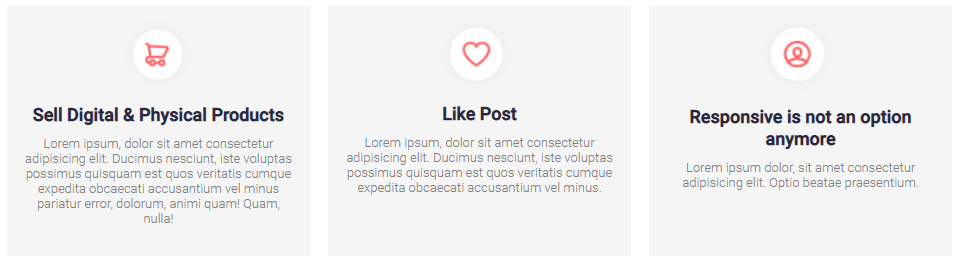 Sell Digital & Physical Products
Lorem ipsum, dolor sit amet consectetur
adipisicing elit. Ducimus nesciunt, iste voluptas
possimus quisquam est quos veritatis cumque
expedita obcaecati accusantium vel minus
pariatur error, dolorum, animi quam! Quam,
nulla!
Like Post
Lorem ipsum, dolor sit amet consectetur
adipisicing elit. Ducimus nesciunt, iste voluptas
possimus quisquam est quos veritatis cumque
expedita obcaecati accusantium vel minus.
Responsive is not an option
anymore
Lorem ipsum dolor, sit amet consectetur
adipisicing elit. Optio beatae praesentium.